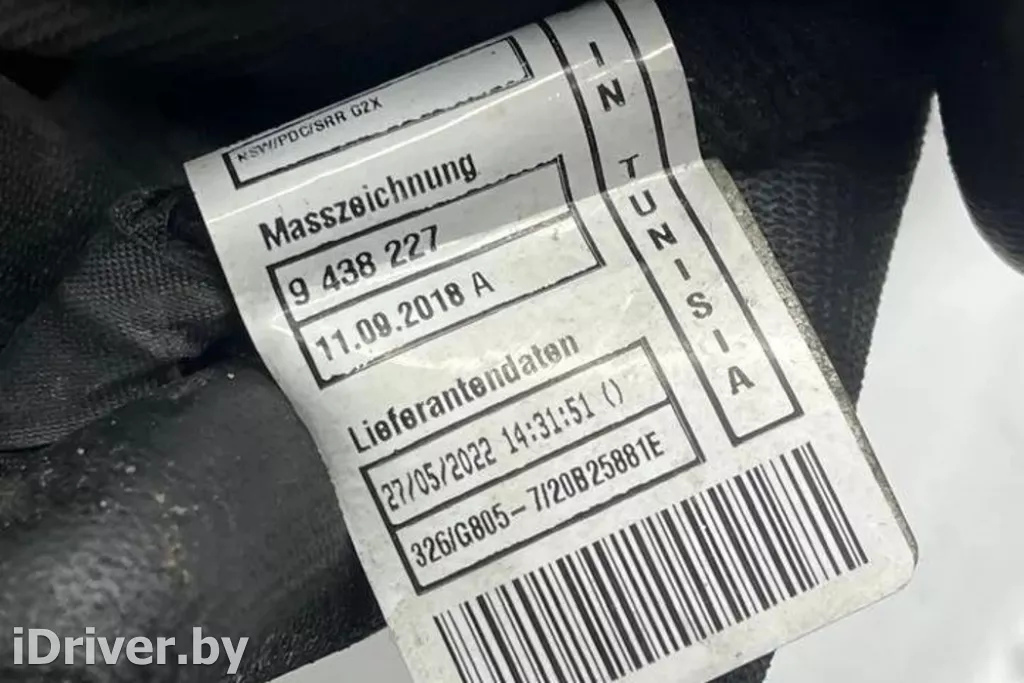 NSW/PDC/SRR G2X
Masszeichnung
9 438 227
11.09.2018 A
Lieferantendaten
27/05/2022 14:31:51 ()
326/G805-7/20B25881E
IN TUNISIA
iDriver.by